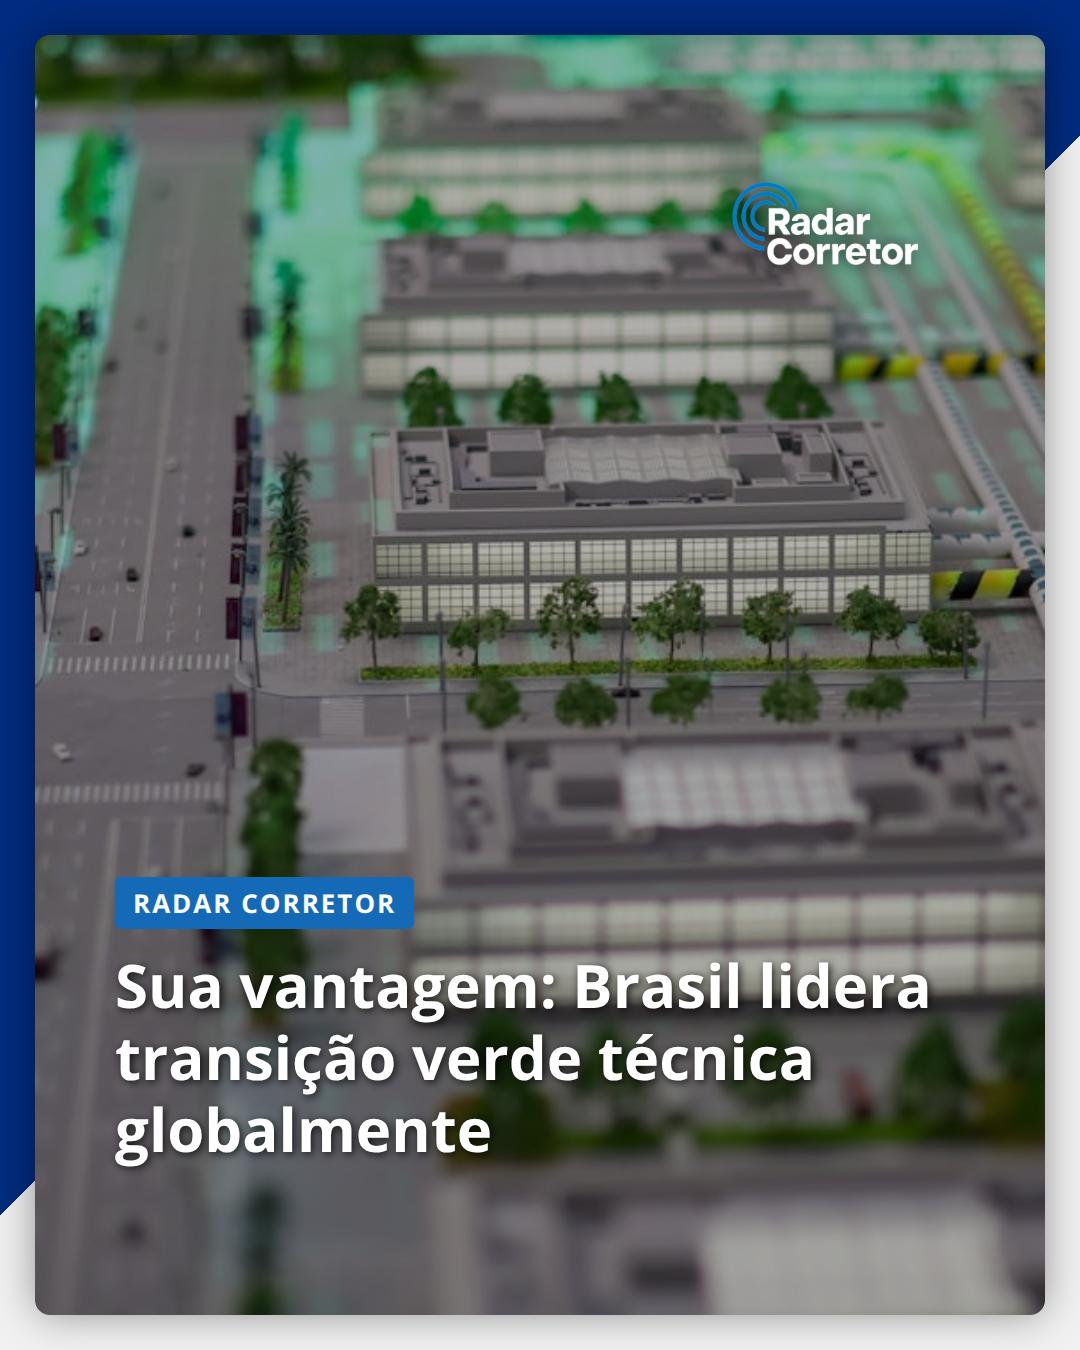 Radar
Corretor
RADAR CORRETOR
Sua vantagem: Brasil lidera
transição verde técnica
globalmente